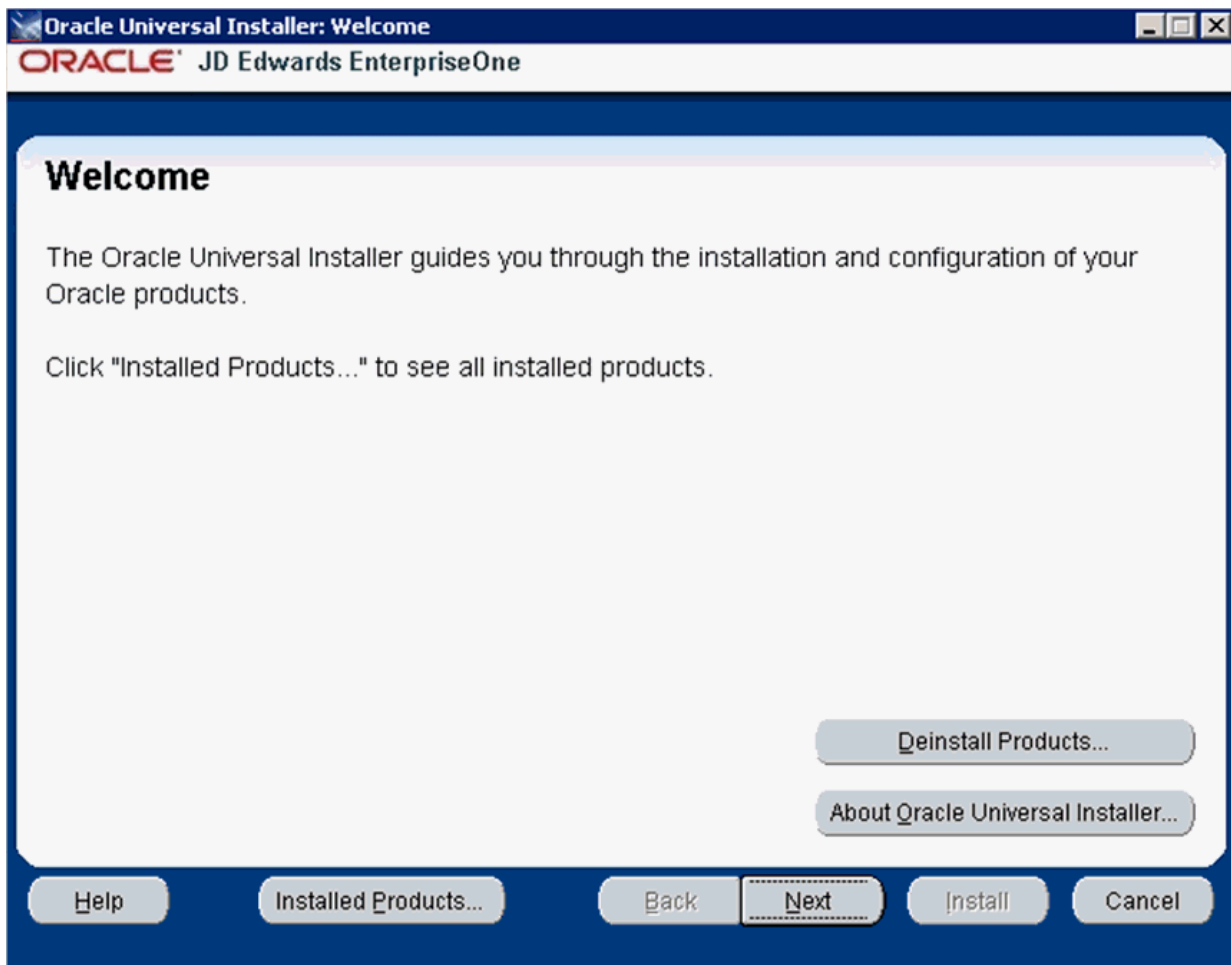 Oracle Universal Installer: Welcome
ORACLE' JD Edwards EnterpriseOne
Welcome
The Oracle Universal Installer guides you through the installation and configuration of your
Oracle products.
Click "Installed Products..." to see all installed products.
Deinstall Products...
About Oracle Universal Installer...
Help Installed Products... Back Next Install Cancel